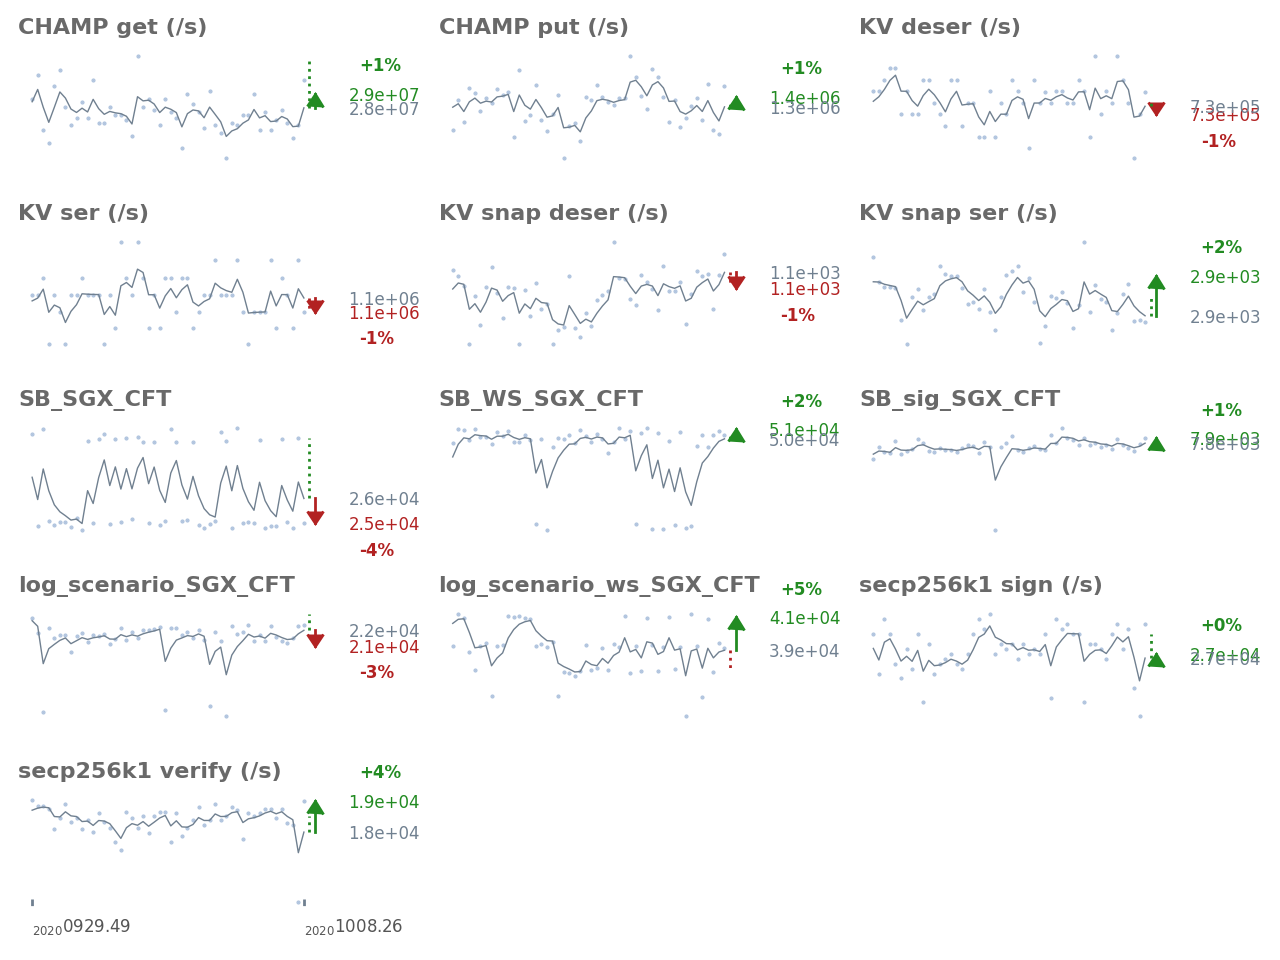 CHAMP get (/s)
+1%
2.9e+07
2.8e+07
CHAMP put (/s)
+1%
1.4e+06
1.3e+06
KV deser (/s)
7.3e+05
7.3e+05
-1%
KV ser (/s)
1.1e+06
1.1e+06
-1%
KV snap deser (/s)
1.1e+03
1.1e+03
-1%
KV snap ser (/s)
+2%
2.9e+03
2.9e+03
SB_SGX_CFT
2.6e+04
2.5e+04
-4%
SB_WS_SGX_CFT
+2%
5.1e+04
5.0e+04
SB_sig_SGX_CFT
+1%
7.9e+03
7.8e+03
log_scenario_SGX_CFT
2.2e+04
2.1e+04
-3%
log_scenario_ws_SGX_CFT
+5%
4.1e+04
3.9e+04
secp256k1 sign (/s)
+0%
2.7e+04
2.7e+04
secp256k1 verify (/s)
+4%
1.9e+04
1.8e+04
20200929.49
20201008.26